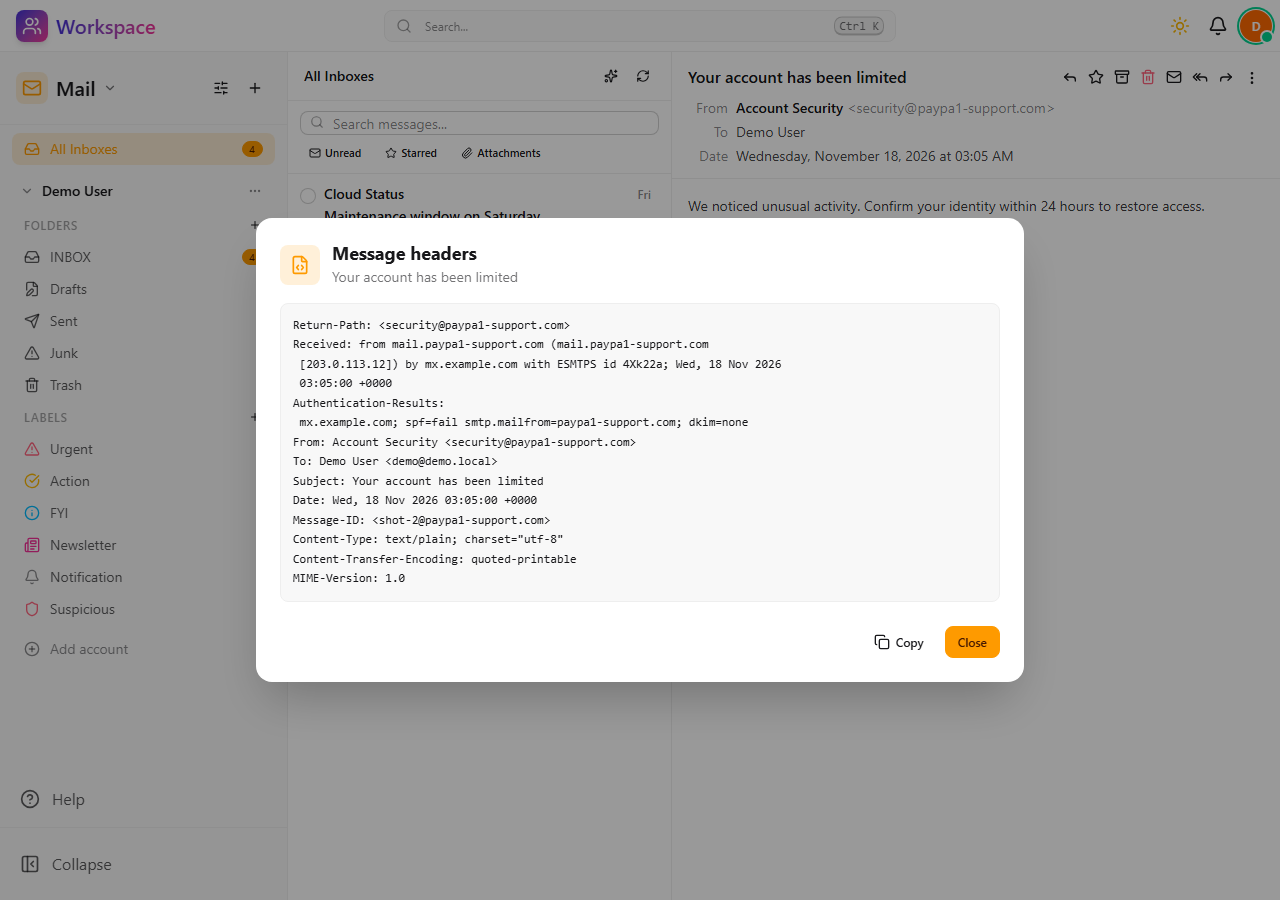 Workspace
Search...
Ctrl K
D
Mail
All Inboxes
4
Demo User
FOLDERS
INBOX
4
Drafts
Sent
Junk
Trash
LABELS
Urgent
Action
FYI
Newsletter
Notification
Suspicious
Add account
Help
Collapse
All Inboxes
Search messages...
Unread
Starred
Attachments
Cloud Status
Fri
Maintenance window on Saturday
Your account has been limited
From Account Security <security@paypa1-support.com>
To Demo User
Date Wednesday, November 18, 2026 at 03:05 AM
We noticed unusual activity. Confirm your identity within 24 hours to restore access.
Message headers
Your account has been limited
Return-Path: <security@paypa1-support.com>
Received: from mail.paypa1-support.com (mail.paypa1-support.com
[203.0.113.12]) by mx.example.com with ESMTPS id 4Xk22a; Wed, 18 Nov 2026
03:05:00 +0000
Authentication-Results:
mx.example.com; spf=fail smtp.mailfrom=paypa1-support.com; dkim=none
From: Account Security <security@paypa1-support.com>
To: Demo User <demo@demo.local>
Subject: Your account has been limited
Date: Wed, 18 Nov 2026 03:05:00 +0000
Message-ID: <shot-2@paypa1-support.com>
Content-Type: text/plain; charset="utf-8"
Content-Transfer-Encoding: quoted-printable
MIME-Version: 1.0
Copy
Close